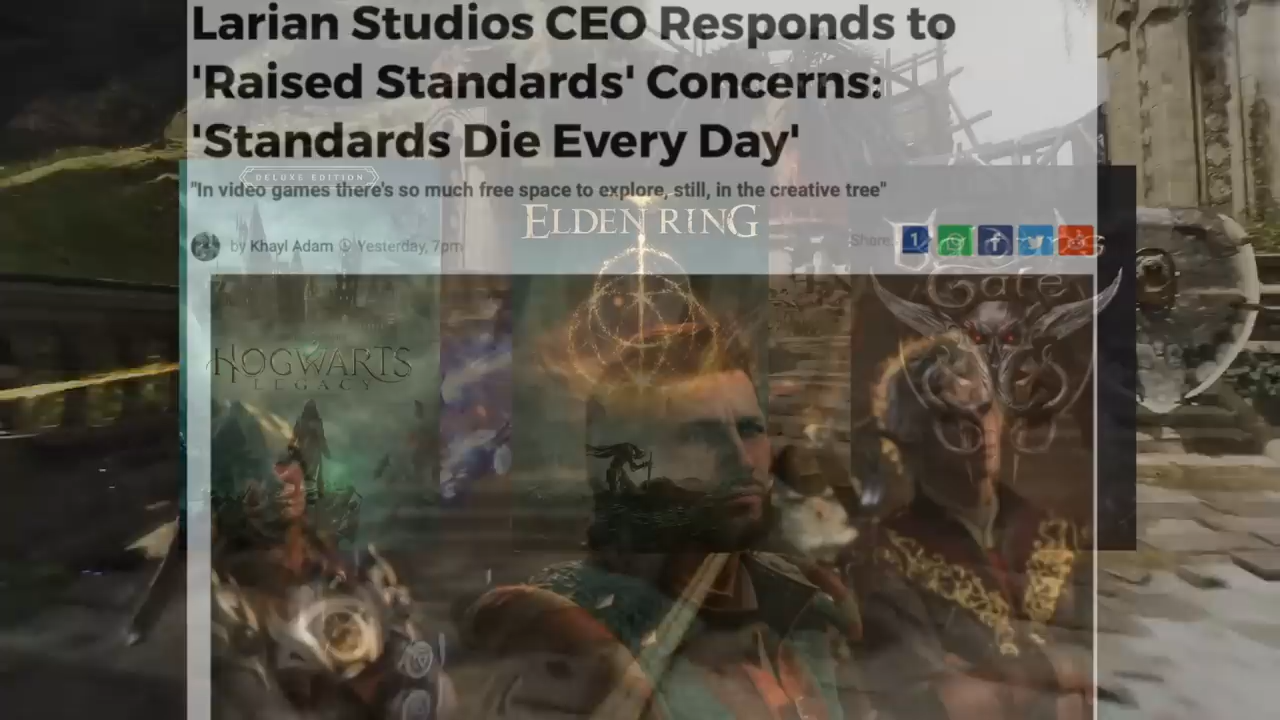 Larian Studios CEO Responds to
'Raised Standards' Concerns:
'Standards Die Every Day'
DELUXE EDITION
"In video games there's so much free space to explore, still, in the creative tree"
ELDEN RING
by Khayl Adam Yesterday, 7pm
Share:
1
Gate
HOGWARTS
LEGACY